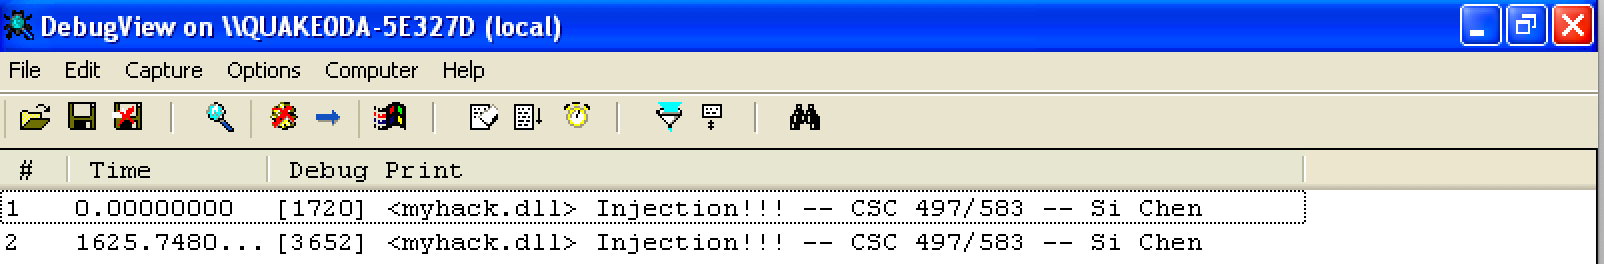 DebugView on \\QUAKE0DA-5E327D (local)
File Edit Capture Options Computer Help
# Time Debug Print
1 0.00000000 [1720] <myhack.dll> Injection!!! -- CSC 497/583 -- Si Chen
2 1625.7480... [3652] <myhack.dll> Injection!!! -- CSC 497/583 -- Si Chen